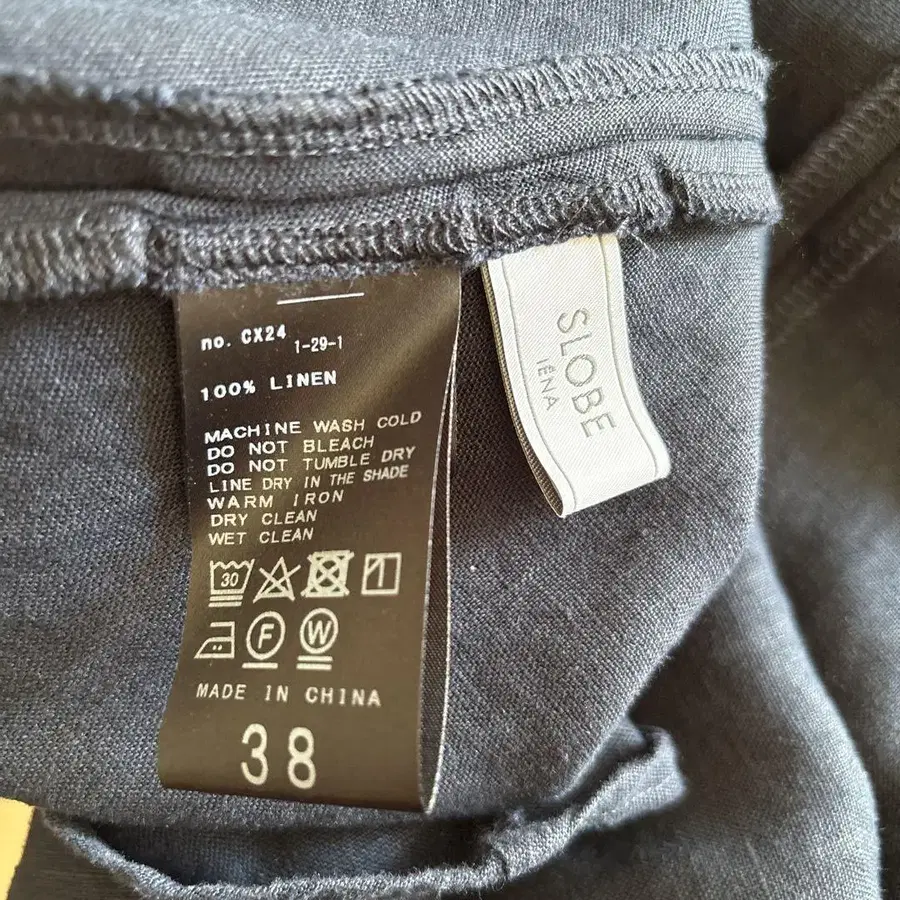 no. CX24
1-29-1
100% LINEN
MACHINE WASH COLD
DO NOT BLEACH
DO NOT TUMBLE DRY
LINE DRY IN THE SHADE
WARM IRON
DRY CLEAN
WET CLEAN
30
F W
MADE IN CHINA
38
SLOBE
IÉNA